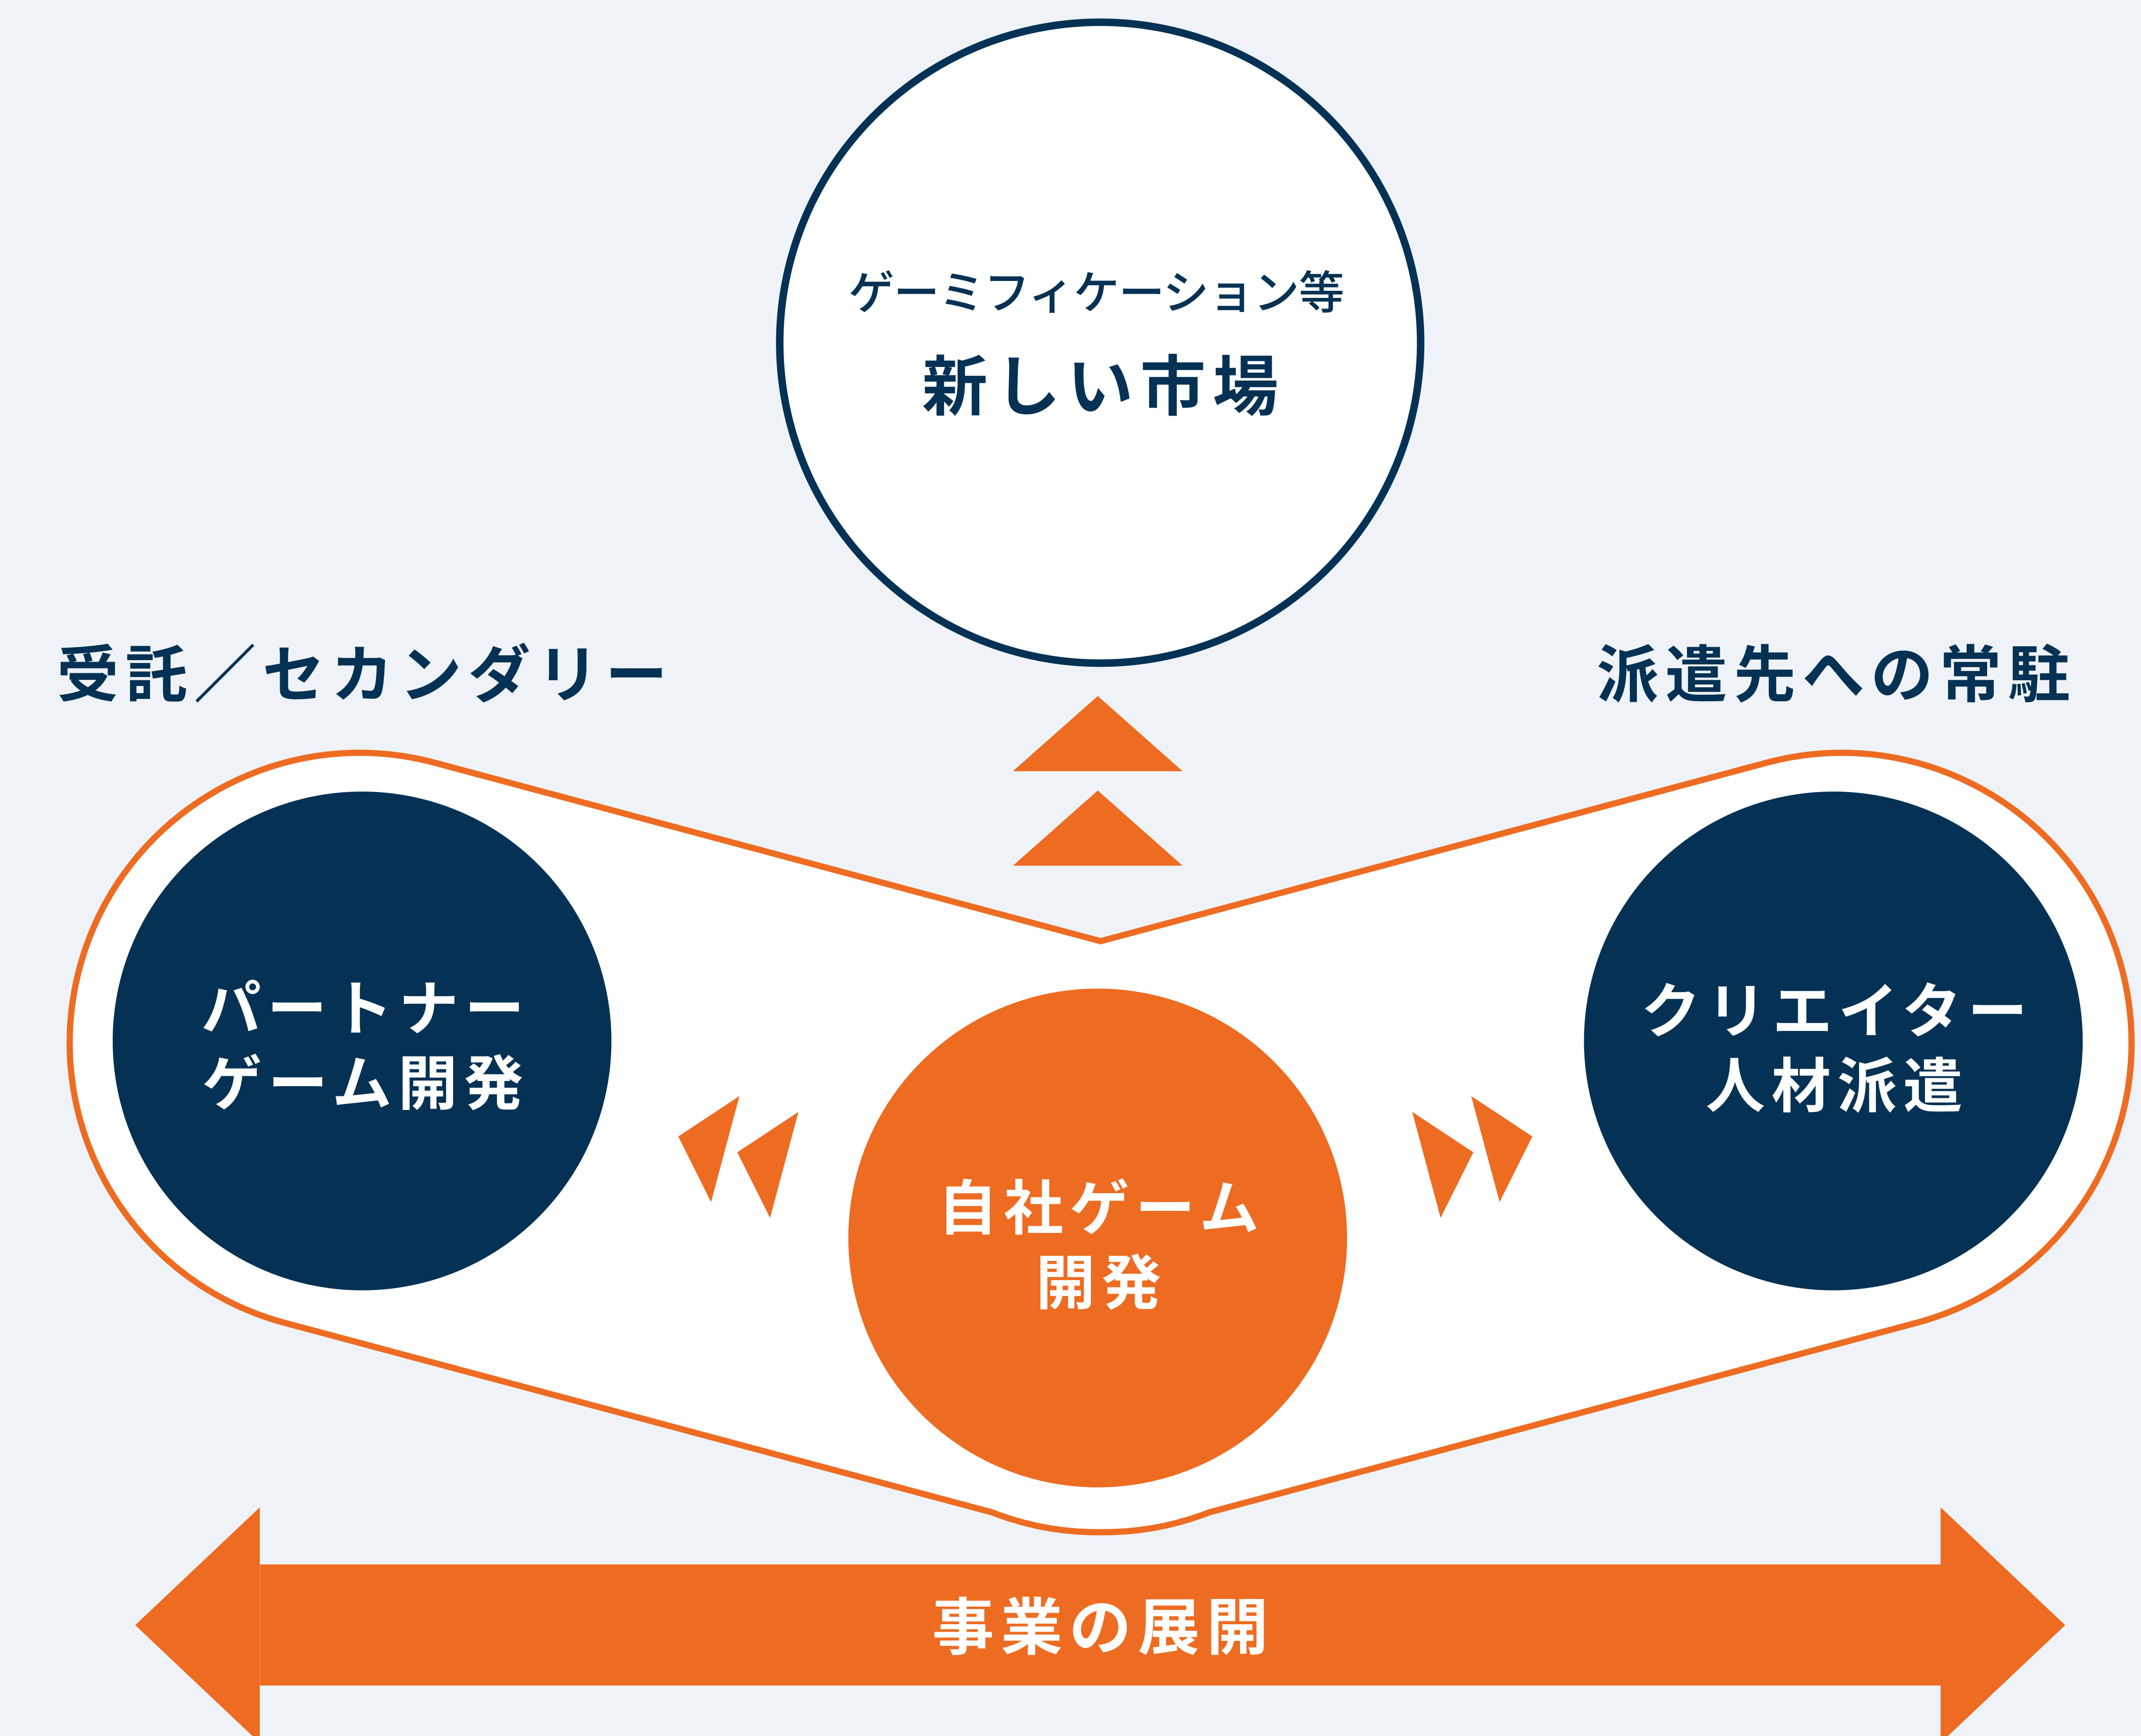 ゲーミフィケーション等
新しい市場
受託／セカンダリー
派遣先への常駐
パートナー
ゲーム開発
クリエイター
人材派遣
自社ゲーム
開発
事業の展開